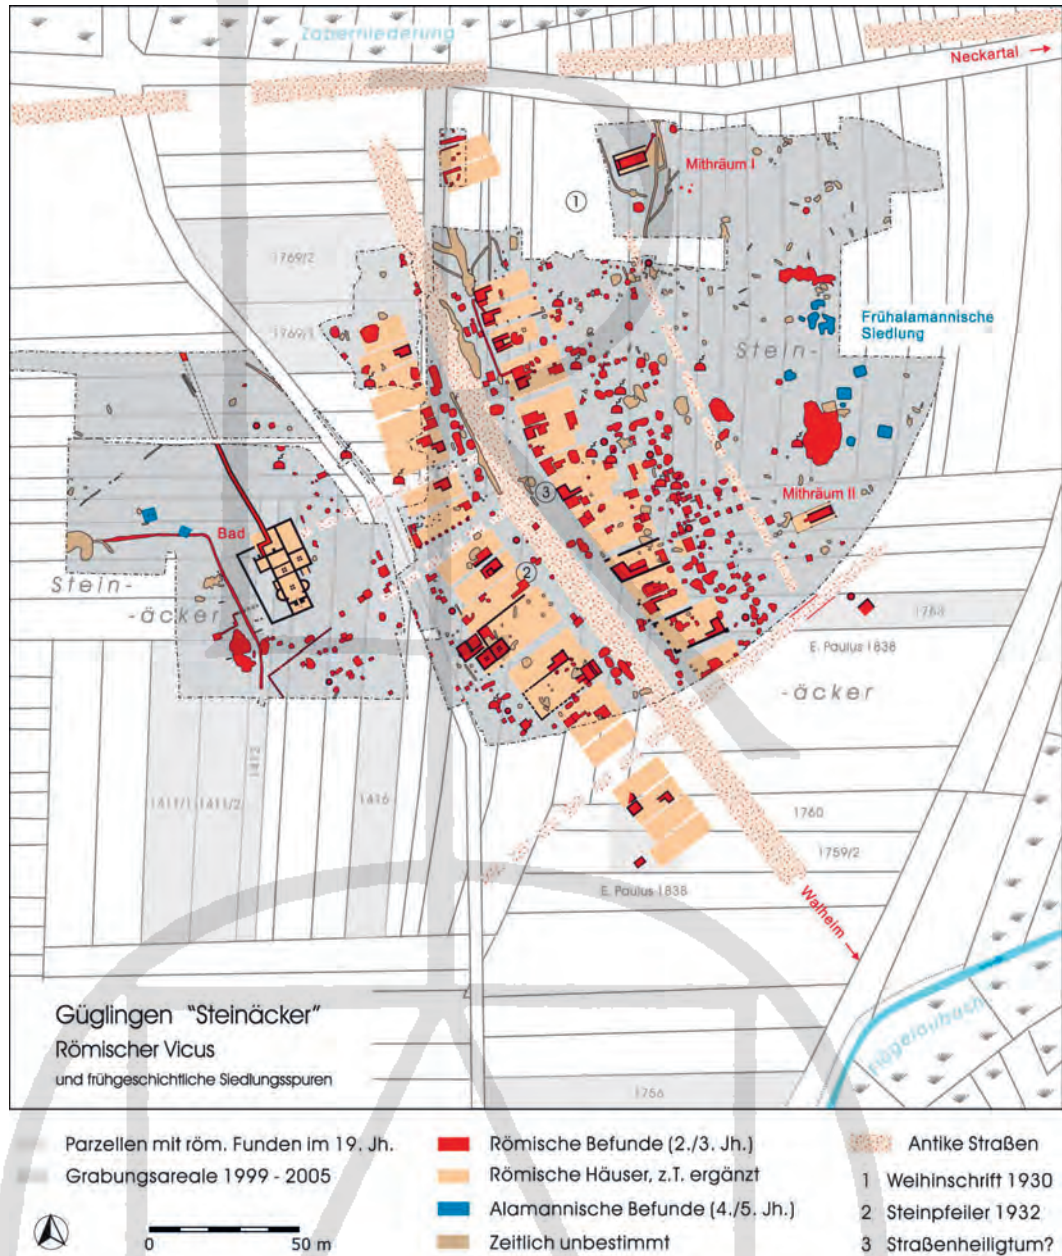 Zaberniederung
Neckartal →
Mithräum I
1
1769/2
1769/1
Frühalamannische
Siedlung
Stein-
3
Mithräum II
Bad
2
Stein-
-äcker
1768
E. Paulus 1838
-äcker
1412
1411/1
1411/2
1416
1760
1759/2
E. Paulus 1838
Walheim →
Güglingen "Steinäcker"
Römischer Vicus
und frühgeschichtliche Siedlungsspuren
1756
Parzellen mit röm. Funden im 19. Jh.
Grabungsareale 1999 - 2005
0 50 m
Römische Befunde (2./3. Jh.)
Römische Häuser, z.T. ergänzt
Alamannische Befunde (4./5. Jh.)
Zeitlich unbestimmt
Antike Straßen
1 Weihinschrift 1930
2 Steinpfeiler 1932
3 Straßenheiligtum?